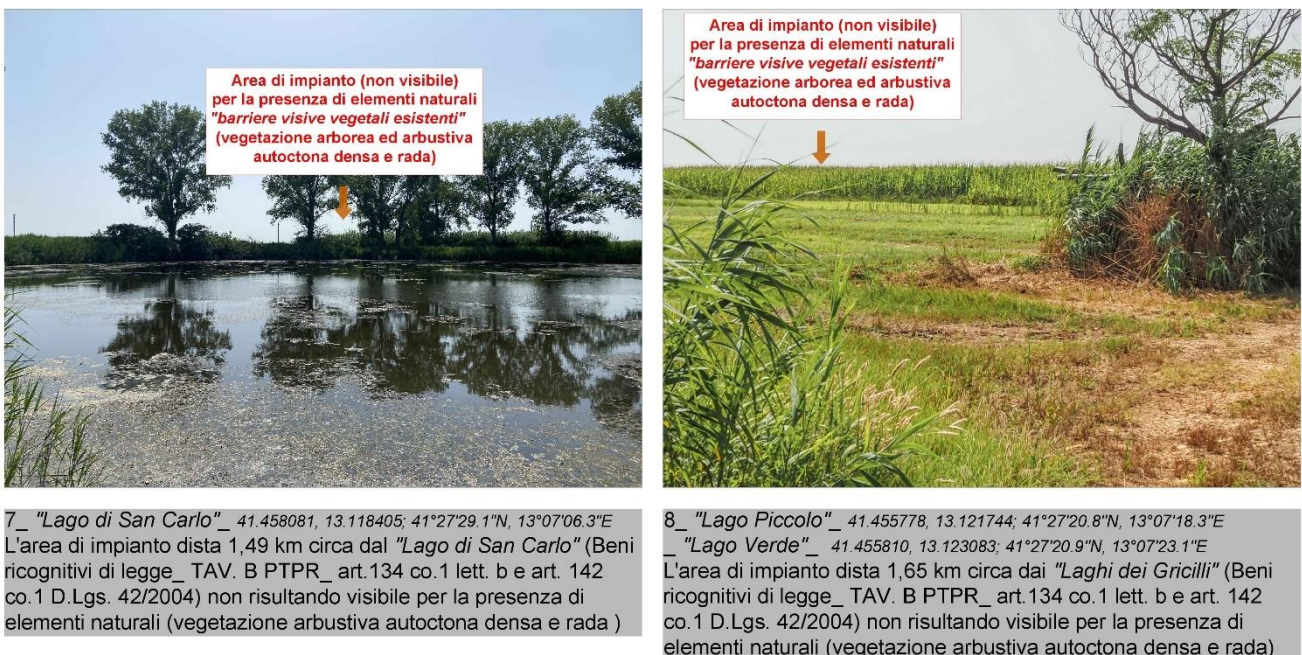 Area di impianto (non visibile)
per la presenza di elementi naturali
"barriere visive vegetali esistenti"
(vegetazione arborea ed arbustiva
autoctona densa e rada)
Area di impianto (non visibile)
per la presenza di elementi naturali
"barriere visive vegetali esistenti"
(vegetazione arborea ed arbustiva
autoctona densa e rada)
7_ "Lago di San Carlo"_ 41.458081, 13.118405; 41°27'29.1"N, 13°07'06.3"E
L'area di impianto dista 1,49 km circa dal "Lago di San Carlo" (Beni
ricognitivi di legge_ TAV. B PTPR_ art.134 co.1 lett. b e art. 142
co.1 D.Lgs. 42/2004) non risultando visibile per la presenza di
elementi naturali (vegetazione arbustiva autoctona densa e rada )
8_ "Lago Piccolo"_ 41.455778, 13.121744; 41°27'20.8"N, 13°07'18.3"E
_ "Lago Verde"_ 41.455810, 13.123083; 41°27'20.9"N, 13°07'23.1"E
L'area di impianto dista 1,65 km circa dai "Laghi dei Gricilli" (Beni
ricognitivi di legge_ TAV. B PTPR_ art.134 co.1 lett. b e art. 142
co.1 D.Lgs. 42/2004) non risultando visibile per la presenza di
elementi naturali (vegetazione arbustiva autoctona densa e rada)